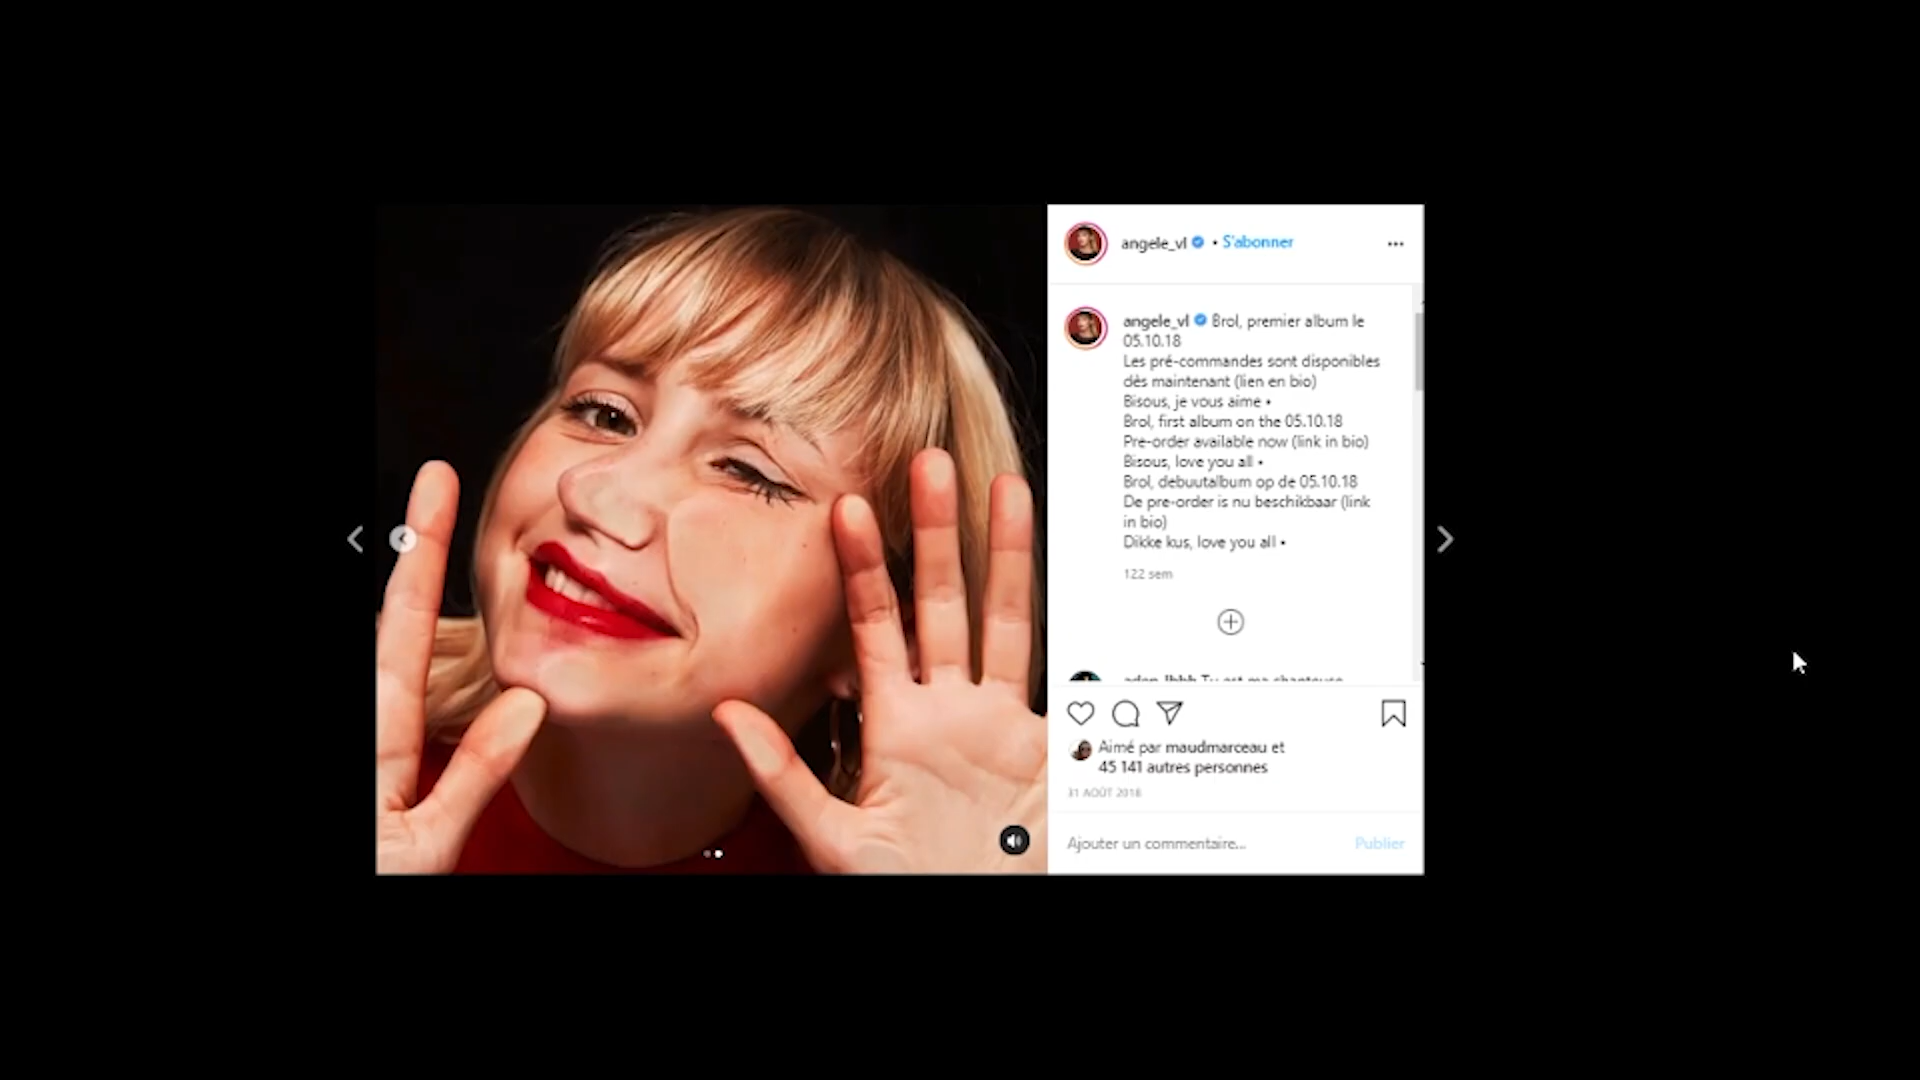 angele_vl • S'abonner
angele_vl Brol, premier album le
05.10.18
Les pré-commandes sont disponibles
dès maintenant (lien en bio)
Bisous, je vous aime •
Brol, first album on the 05.10.18
Pre-order available now (link in bio)
Bisous, love you all •
Brol, debuutalbum op de 05.10.18
De pre-order is nu beschikbaar (link
in bio)
Dikke kus, love you all •
122 sem
Tu est ma chanteuse
Aimé par maudmarceau et
45 141 autres personnes
31 AOÛT 2018
Ajouter un commentaire...
Publier